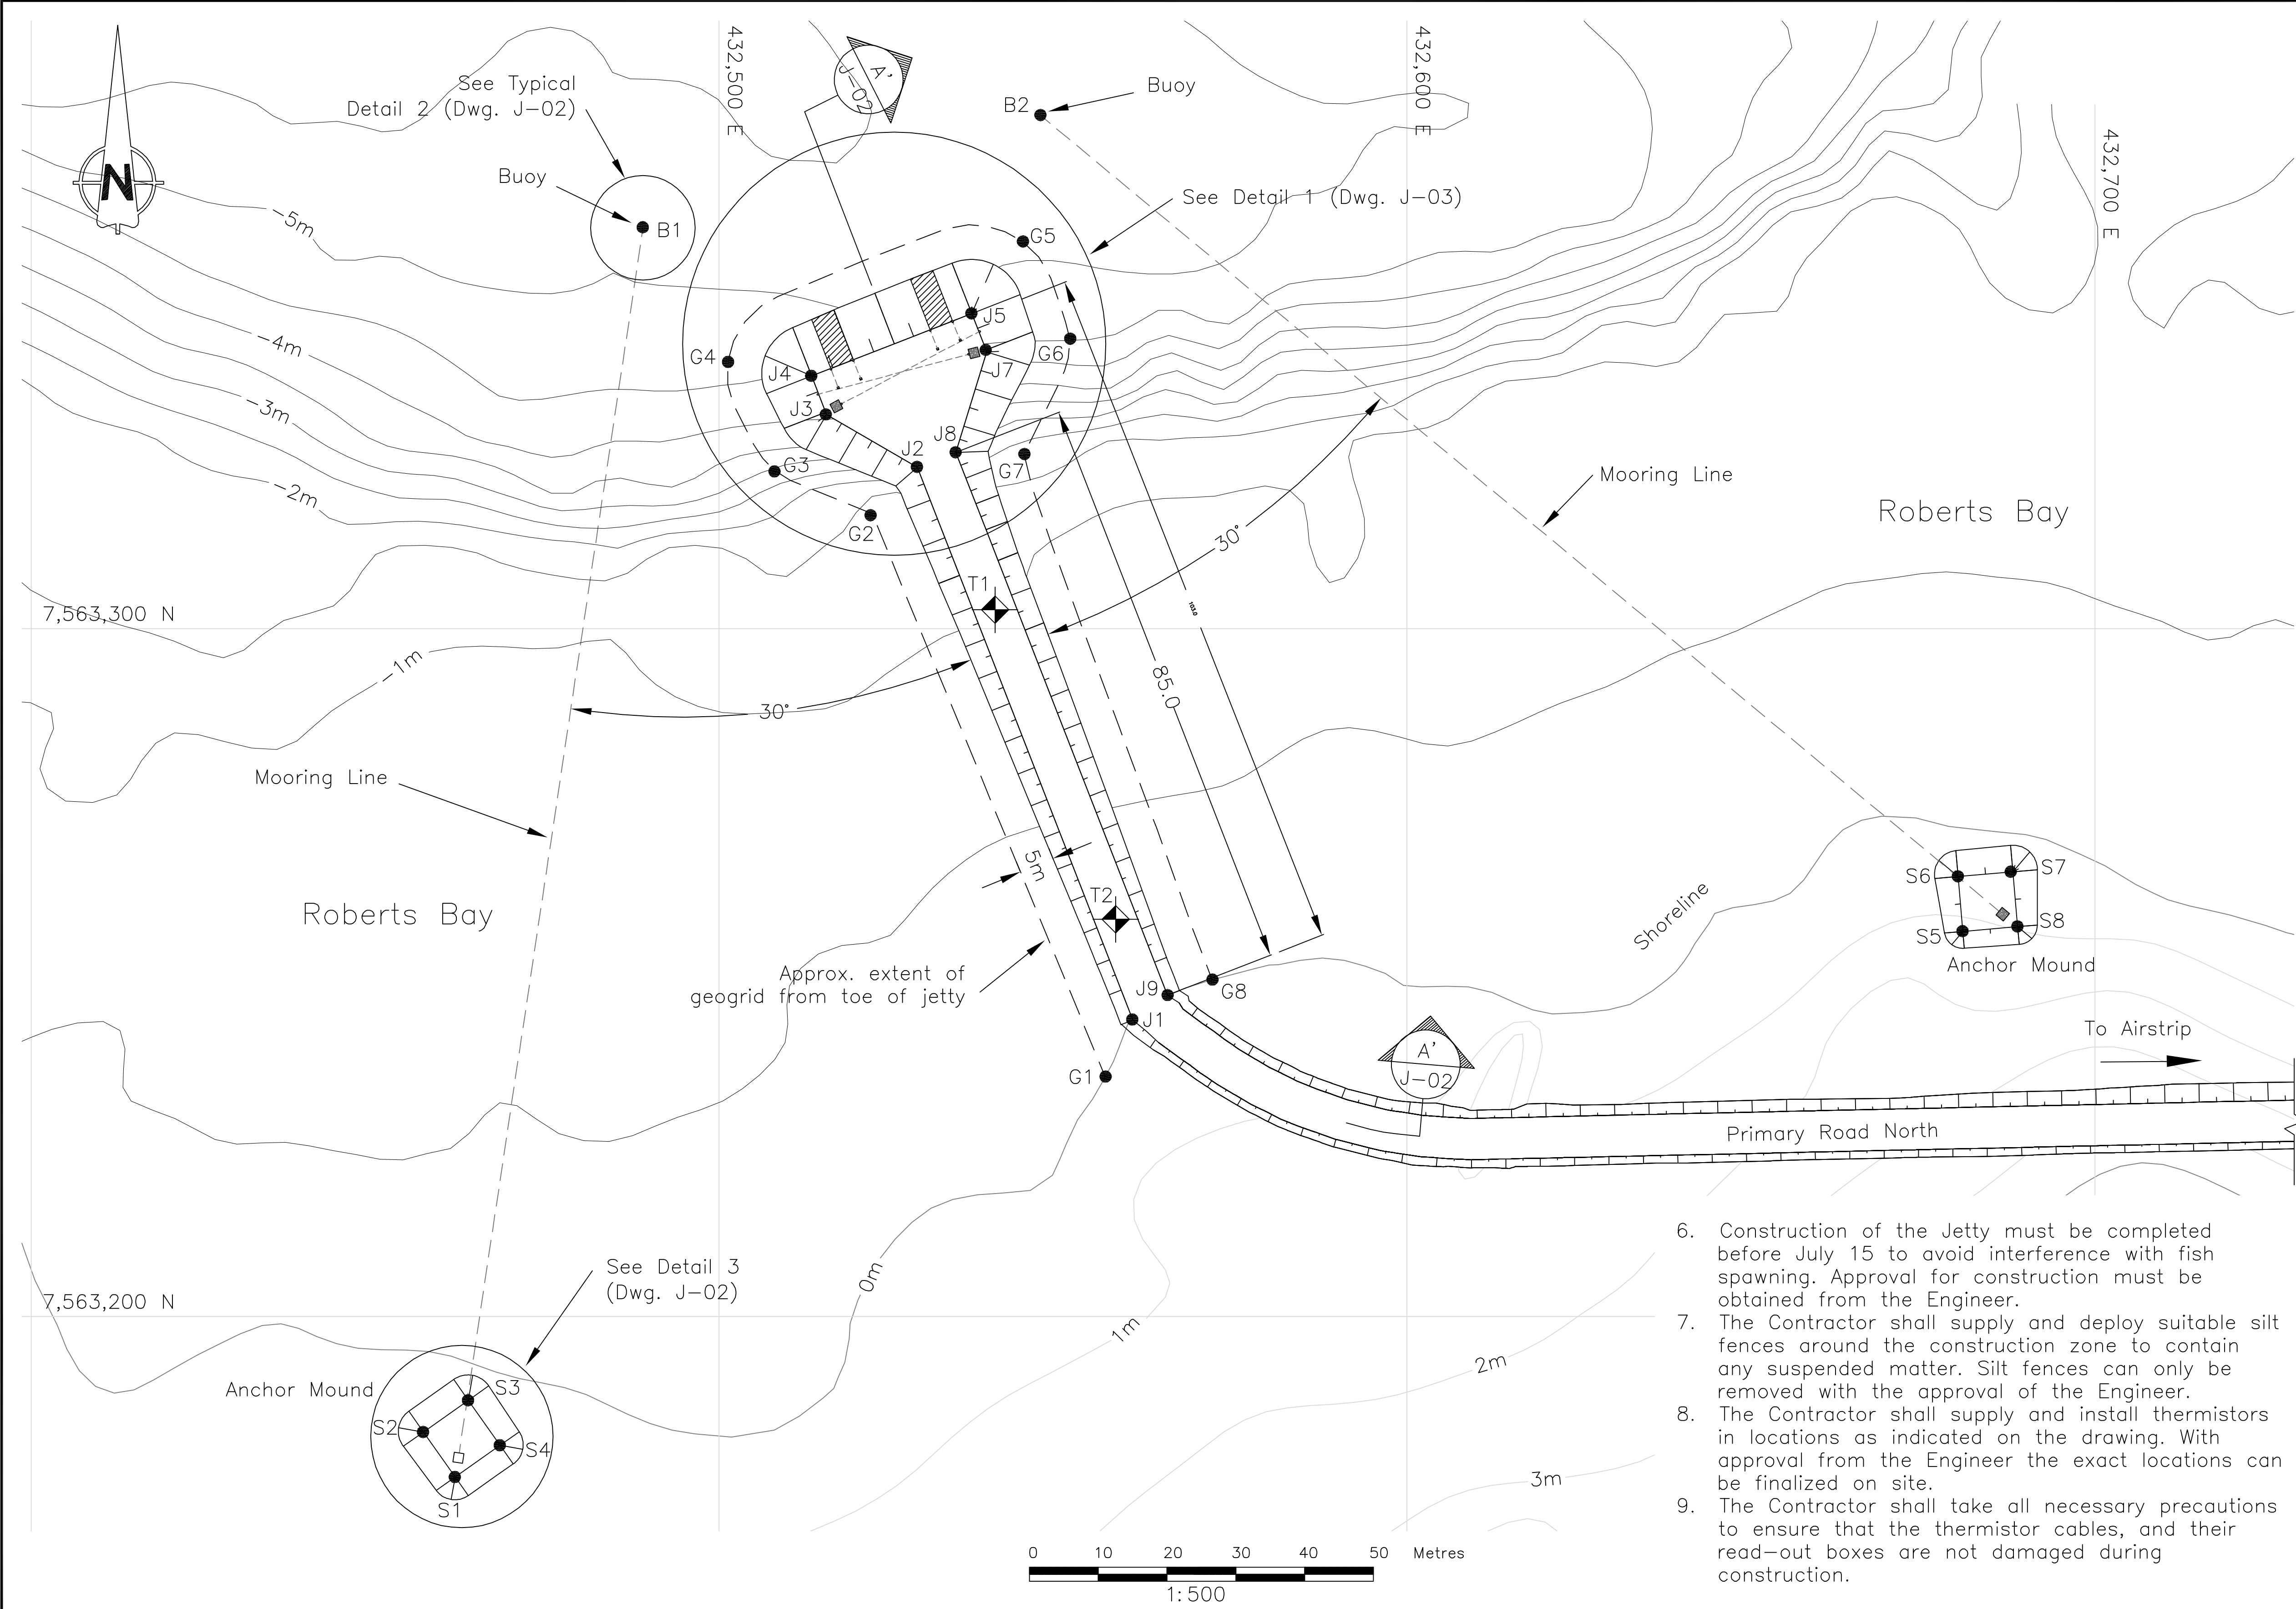 432,500 E
432,600 E
432,700 E
A'
J-02
See Typical
Detail 2 (Dwg. J-02)
Buoy
B1
B2
Buoy
N
See Detail 1 (Dwg. J-03)
-5m
-4m
-3m
-2m
-1m
G5
G4
G6
J5
J4
J7
J3
J8
J2
G3
G7
G2
Mooring Line
Roberts Bay
30°
T1
103.0
7,563,300 N
85.0
30°
Mooring Line
5m
T2
Roberts Bay
Approx. extent of
geogrid from toe of jetty
Shoreline
S6
S7
S5
S8
Anchor Mound
J9
G8
J1
G1
A'
J-02
To Airstrip
Primary Road North
See Detail 3
(Dwg. J-02)
0m
1m
2m
3m
7,563,200 N
Anchor Mound
S3
S2
S4
S1
6. Construction of the Jetty must be completed
before July 15 to avoid interference with fish
spawning. Approval for construction must be
obtained from the Engineer.
7. The Contractor shall supply and deploy suitable silt
fences around the construction zone to contain
any suspended matter. Silt fences can only be
removed with the approval of the Engineer.
8. The Contractor shall supply and install thermistors
in locations as indicated on the drawing. With
approval from the Engineer the exact locations can
be finalized on site.
9. The Contractor shall take all necessary precautions
to ensure that the thermistor cables, and their
read-out boxes are not damaged during
construction.
0 10 20 30 40 50 Metres
1:500